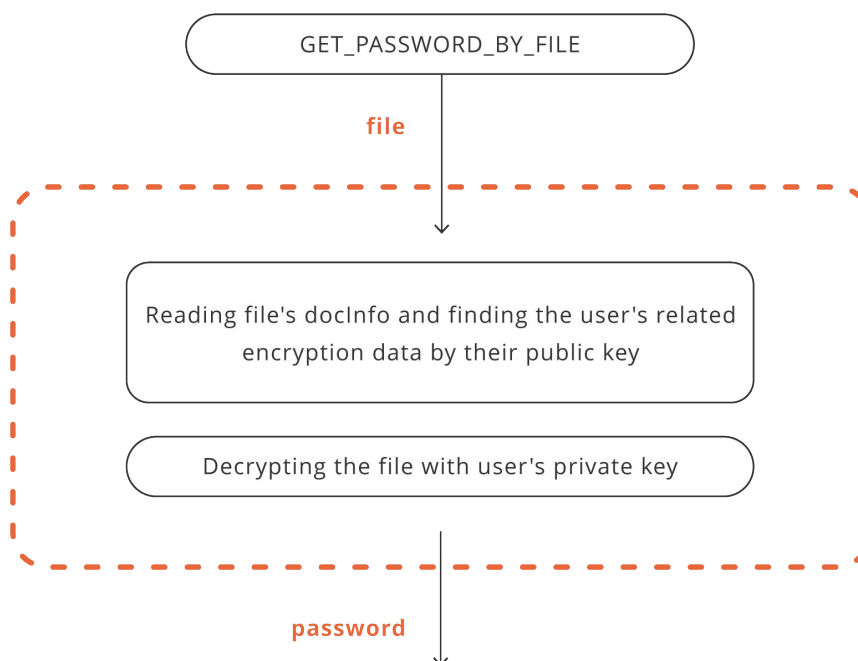 GET_PASSWORD_BY_FILE
file
Reading file's docInfo and finding the user's related
encryption data by their public key
Decrypting the file with user's private key
password